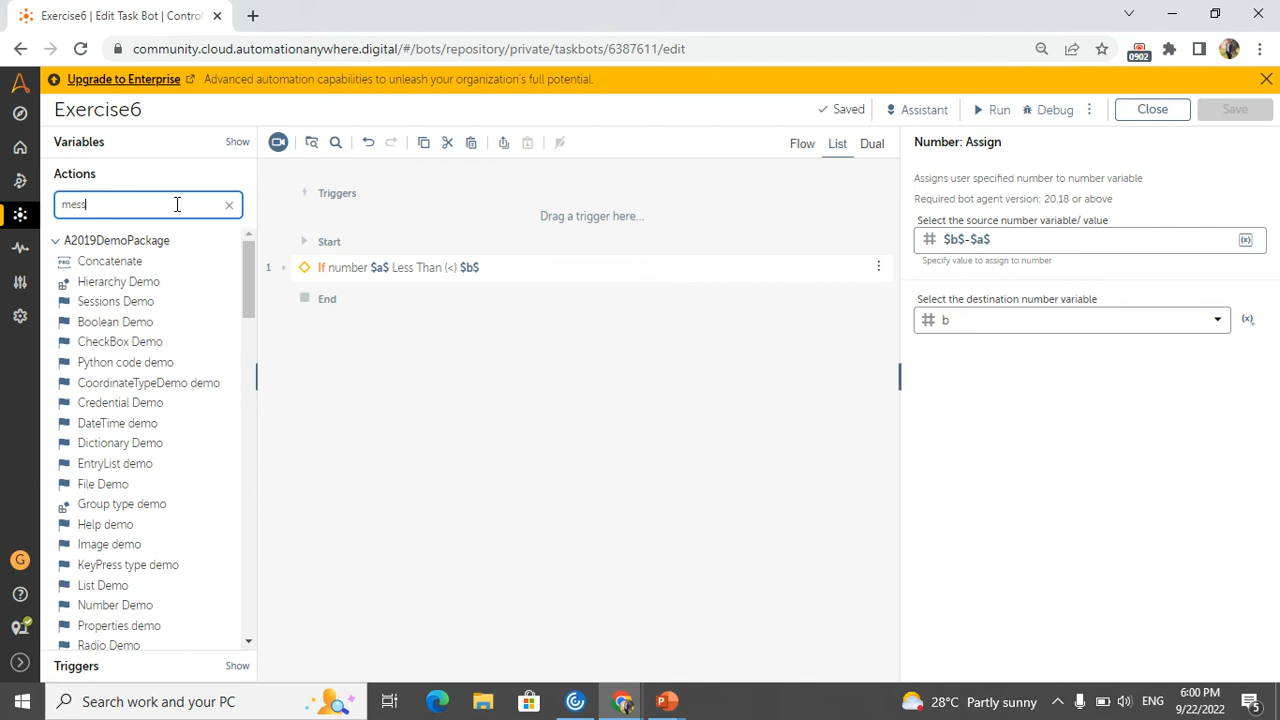 Exercise6 | Edit Task Bot | Contro
community.cloud.automationanywhere.digital/#/bots/repository/private/taskbots/6387611/edit
0902
Upgrade to Enterprise Advanced automation capabilities to unleash your organization's full potential.
Exercise6
Saved
Assistant
Run
Debug
Close
Save
Variables
Show
Flow
List
Dual
Number: Assign
Actions
mess
Assigns user specified number to number variable
Required bot agent version: 20.18 or above
Select the source number variable/ value
$b$-$a$
(x)
Specify value to assign to number
Select the destination number variable
b
(x)
Triggers
Drag a trigger here...
Start
1
If number $a$ Less Than (<) $b$
End
A2019DemoPackage
Concatenate
Hierarchy Demo
Sessions Demo
Boolean Demo
CheckBox Demo
Python code demo
CoordinateTypeDemo demo
Credential Demo
DateTime demo
Dictionary Demo
EntryList demo
File Demo
Group type demo
Help demo
Image demo
KeyPress type demo
List Demo
Number Demo
Properties demo
Radio Demo
Triggers
Show
G
Search work and your PC
28°C Partly sunny
ENG
6:00 PM
9/22/2022
5